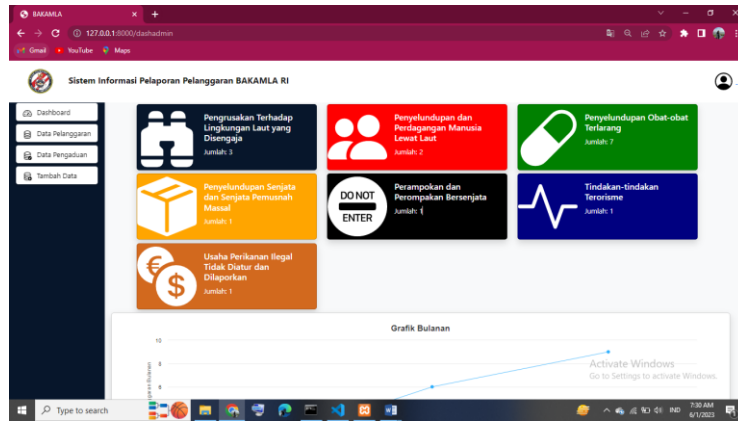 BAKAMLA
127.0.0.1:8000/dashadmin
Gmail
YouTube
Maps
Sistem Informasi Pelaporan Pelanggaran BAKAMLA RI
Dashboard
Data Pelanggaran
Data Pengaduan
Tambah Data
Pengrusakan Terhadap
Lingkungan Laut yang
Disengaja
Jumlah: 3
Penyelundupan dan
Perdagangan Manusia
Lewat Laut
Jumlah: 2
Penyelundupan Obat-obat
Terlarang
Jumlah: 7
Penyelundupan Senjata
dan Senjata Pemusnah
Massal
Jumlah: 1
DO NOT
ENTER
Perampokan dan
Perompakan Bersenjata
Jumlah: 1
Tindakan-tindakan
Terorisme
Jumlah: 1
€
$
Usaha Perikanan Ilegal
Tidak Diatur dan
Dilaporkan
Jumlah: 1
Grafik Bulanan
10
Activate Windows
Go to Settings to activate Windows.
Type to search
IND
7:30 AM
6/1/2023